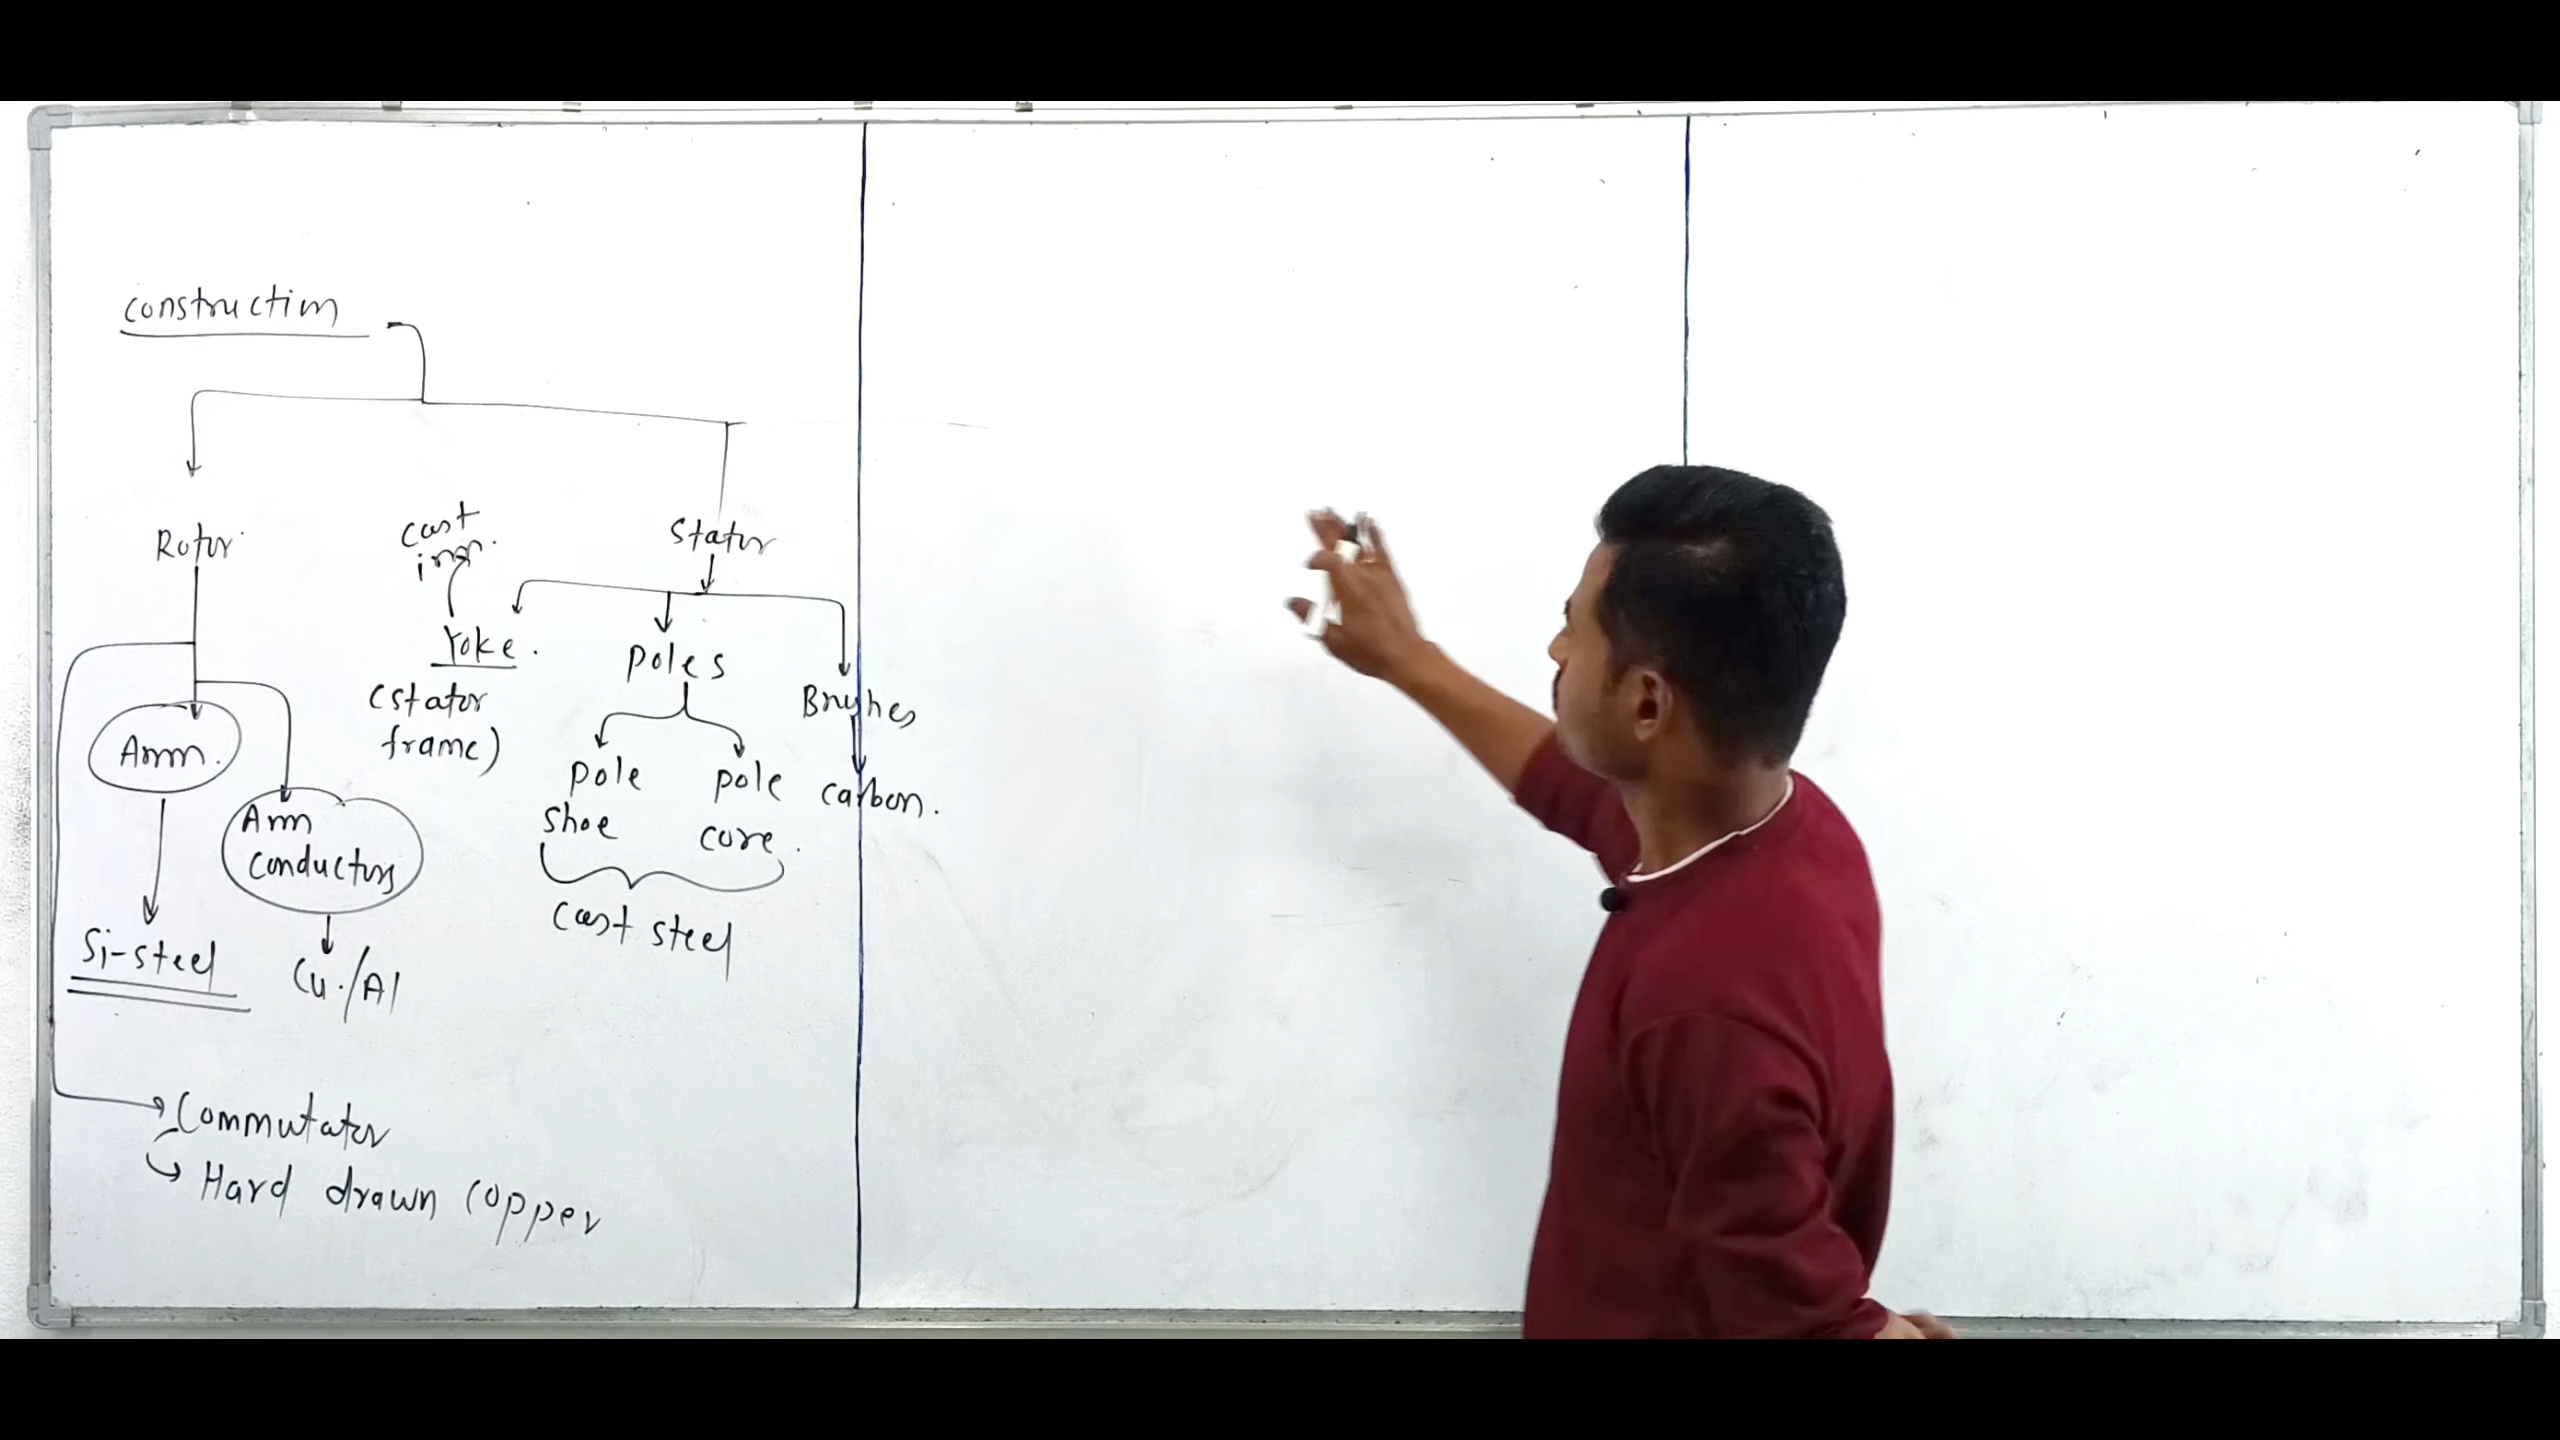 construction
Rotor
Stator
cast
iron.
Yoke.
(stator
frame)
poles
Brushes
carbon.
pole
shoe
pole
core.
cast steel
Arm.
Arm
conductors
Si-steel
Cu./Al
Commutator
Hard drawn copper